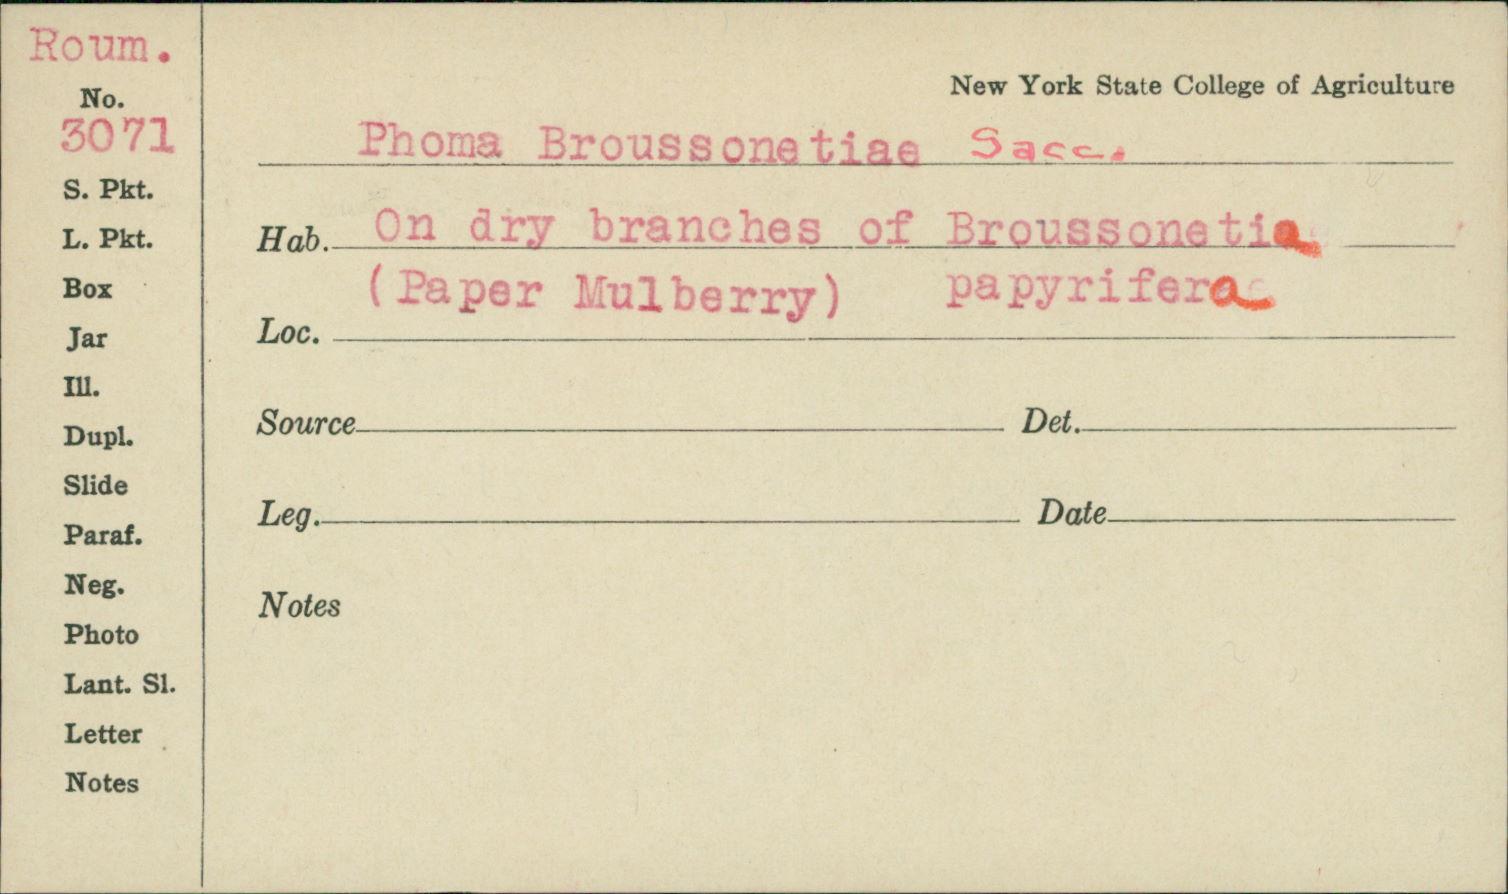 Roum.
No.
3071
S. Pkt.
L. Pkt.
Box
Jar
Ill.
Dupl.
Slide
Paraf.
Neg.
Photo
Lant. Sl.
Letter
Notes
New York State College of Agriculture
Phoma Broussonetiae Sacc.
Hab. On dry branches of Broussonetia
(Paper Mulberry) papyrifera
Loc.
Source Det.
Leg. Date
Notes